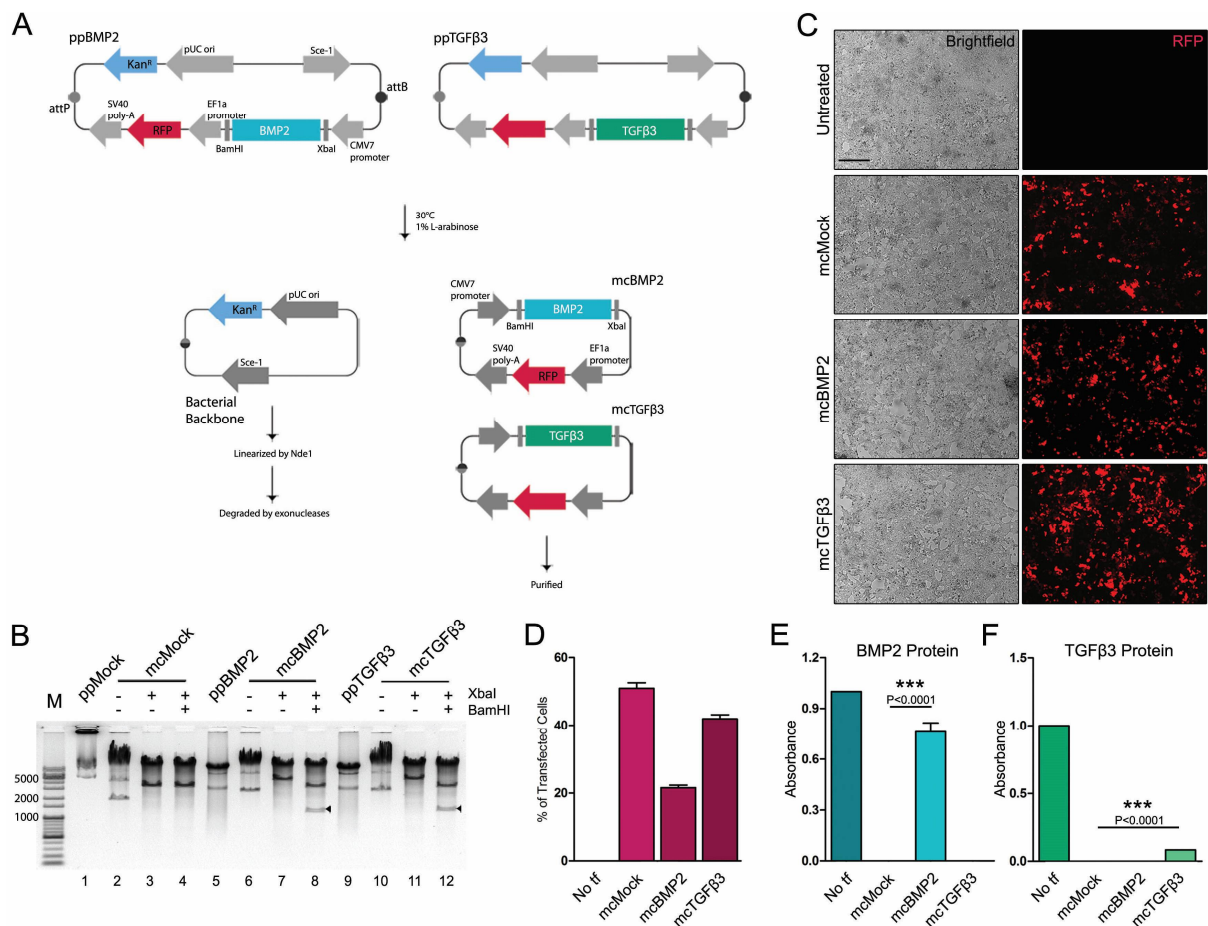 A
ppBMP2
pUC ori
Sce-1
Kanᴿ
attP
attB
SV40
poly-A
RFP
EF1a
promoter
BMP2
BamHI
XbaI
CMV7
promoter
ppTGFβ3
TGFβ3
30°C
1% L-arabinose
Kanᴿ
pUC ori
Sce-1
Bacterial
Backbone
Linearized by Nde1
Degraded by exonucleases
mcBMP2
CMV7
promoter
BMP2
BamHI
XbaI
SV40
poly-A
RFP
EF1a
promoter
mcTGFβ3
TGFβ3
Purified
B
M
ppMock
mcMock
ppBMP2
mcBMP2
ppTGFβ3
mcTGFβ3
- + + - + + - + + XbaI
+ + + BamHI
5000
2000
1000
1 2 3 4 5 6 7 8 9 10 11 12
C
Brightfield
RFP
Untreated
mcMock
mcBMP2
mcTGFβ3
D
% of Transfected Cells
60
40
20
0
No tf
mcMock
mcBMP2
mcTGFβ3
E
BMP2 Protein
Absorbance
1.2
0.9
0.6
0.3
0.0
***
P<0.0001
No tf
mcMock
mcBMP2
mcTGFβ3
F
TGFβ3 Protein
Absorbance
1.5
1.0
0.5
0.0
***
P<0.0001
No tf
mcMock
mcBMP2
mcTGFβ3